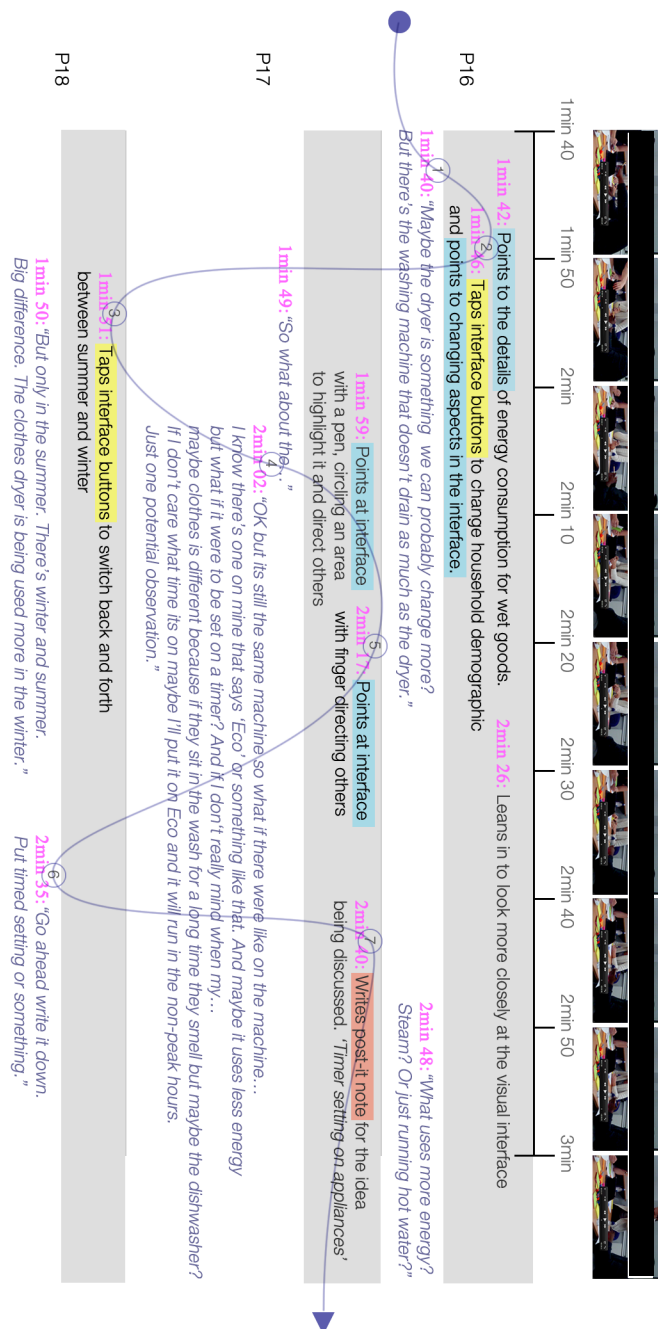 1min 40
1min 50
2min
2min 10
2min 20
2min 30
2min 40
2min 50
3min
P16
1min 42: Points to the details of energy consumption for wet goods.
1min 46: Taps interface buttons to change household demographic
and points to changing aspects in the interface.
2min 26: Leans in to look more closely at the visual interface
1min 40: “Maybe the dryer is something we can probably change more?
But there’s the washing machine that doesn’t drain as much as the dryer.”
2min 48: “What uses more energy?
Steam? Or just running hot water?”
1
2
P17
1min 59: Points at interface
with a pen, circling an area
to highlight it and direct others
2min 17: Points at interface
with finger directing others
2min 40: Writes post-it note for the idea
being discussed. ‘Timer setting on appliances’
1min 49: “So what about the…”
2min 02: “OK but its still the same machine so what if there were like on the machine…
I know there’s one on mine that says ‘Eco’ or something like that. And maybe it uses less energy
but what if it were to be set on a timer? And if I don’t really mind when my…
maybe clothes is different because if they sit in the wash for a long time they smell but maybe the dishwasher?
If I don’t care what time its on maybe I’ll put it on Eco and it will run in the non-peak hours.
Just one potential observation.”
4
5
7
P18
1min 51: Taps interface buttons to switch back and forth
between summer and winter
1min 50: “But only in the summer. There’s winter and summer.
Big difference. The clothes dryer is being used more in the winter.”
2min 35: “Go ahead write it down.
Put timed setting or something.”
3
6